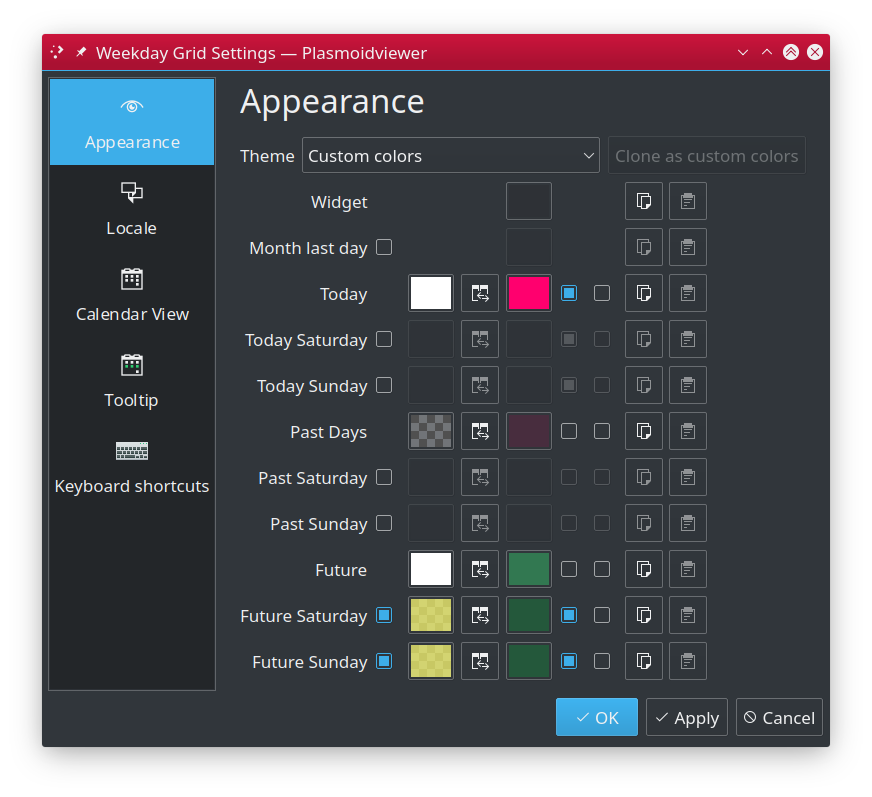 Weekday Grid Settings — Plasmoidviewer
Appearance
Locale
Calendar View
Tooltip
Keyboard shortcuts
Appearance
Theme Custom colors Clone as custom colors
Widget
Month last day
Today
Today Saturday
Today Sunday
Past Days
Past Saturday
Past Sunday
Future
Future Saturday
Future Sunday
OK Apply Cancel